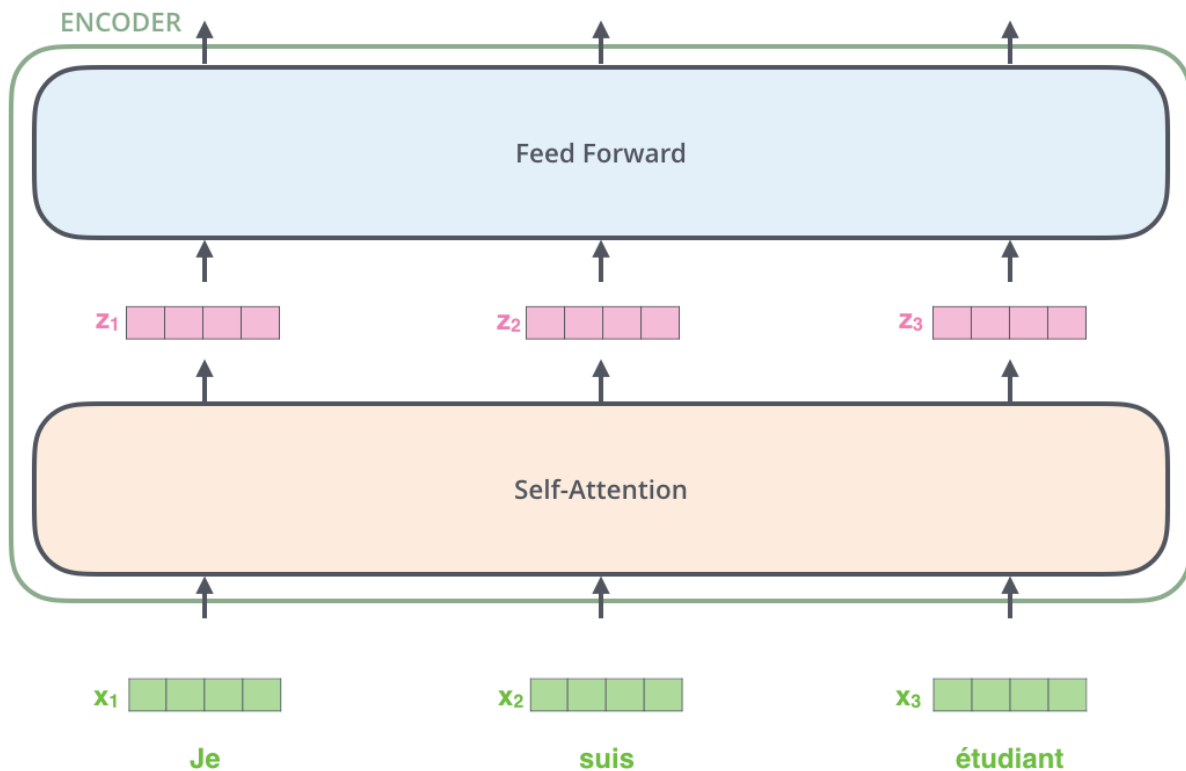 ENCODER
Feed Forward
z₁ z₂ z₃
Self-Attention
x₁ x₂ x₃
Je suis étudiant